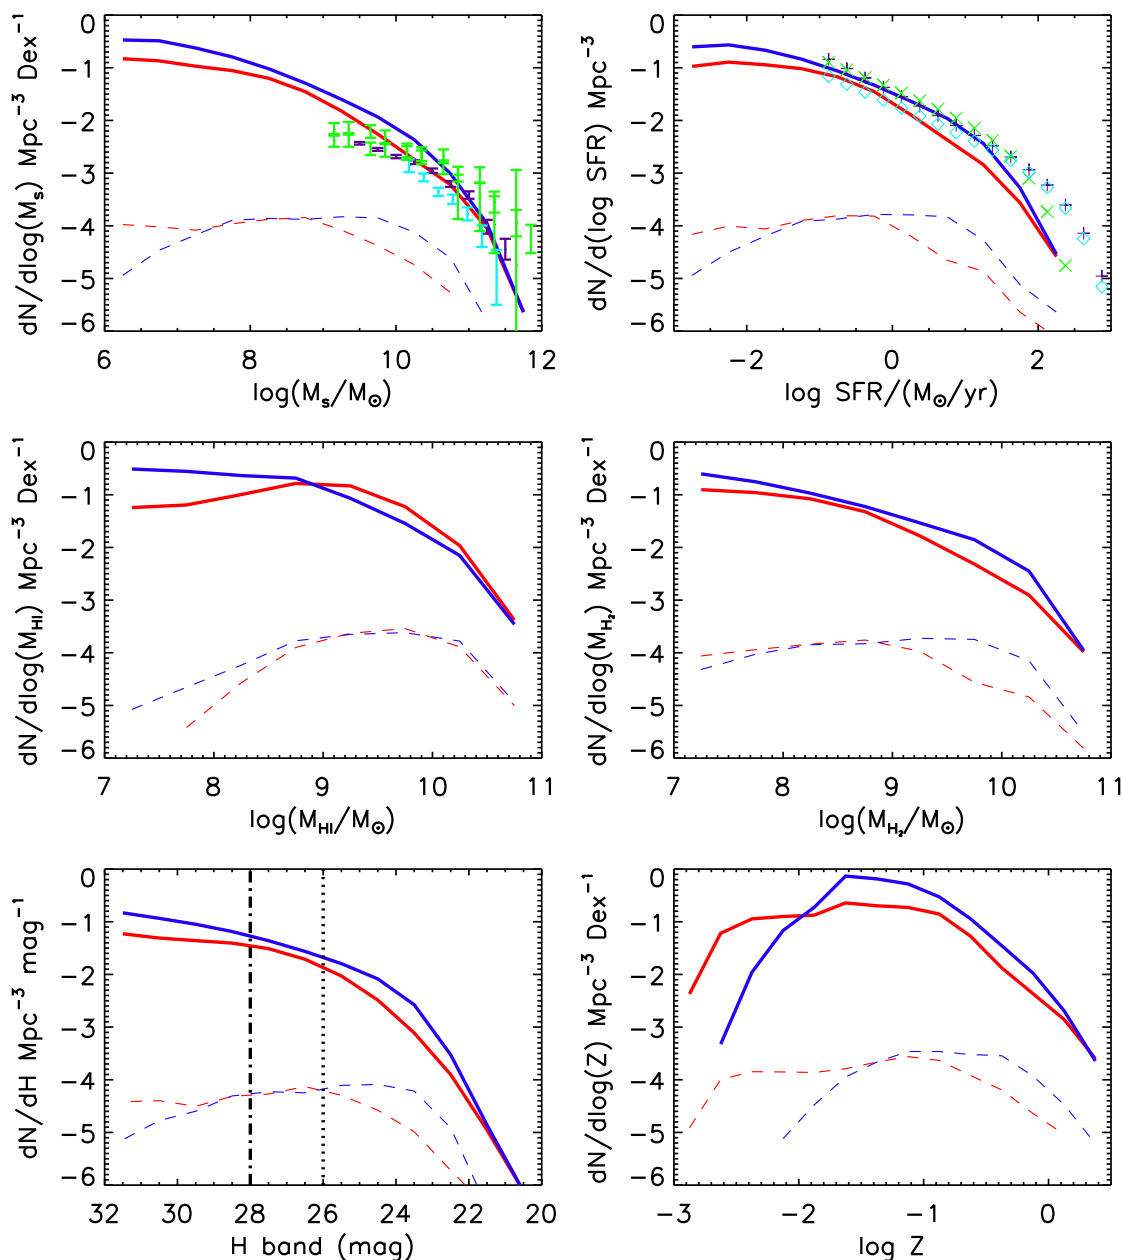 dN/dlog(Mₛ) Mpc⁻³ Dex⁻¹
0
−1
−2
−3
−4
−5
−6
6 8 10 12
log(Mₛ/M⊙)
dN/d(log SFR) Mpc⁻³
0
−1
−2
−3
−4
−5
−6
−2 0 2
log SFR/(M⊙/yr)
dN/dlog(M_HI) Mpc⁻³ Dex⁻¹
0
−1
−2
−3
−4
−5
−6
7 8 9 10 11
log(M_HI/M⊙)
dN/dlog(M_H₂) Mpc⁻³ Dex⁻¹
0
−1
−2
−3
−4
−5
−6
7 8 9 10 11
log(M_H₂/M⊙)
dN/dH Mpc⁻³ mag⁻¹
0
−1
−2
−3
−4
−5
−6
32 30 28 26 24 22 20
H band (mag)
dN/dlog(Z) Mpc⁻³ Dex⁻¹
0
−1
−2
−3
−4
−5
−6
−3 −2 −1 0
log Z